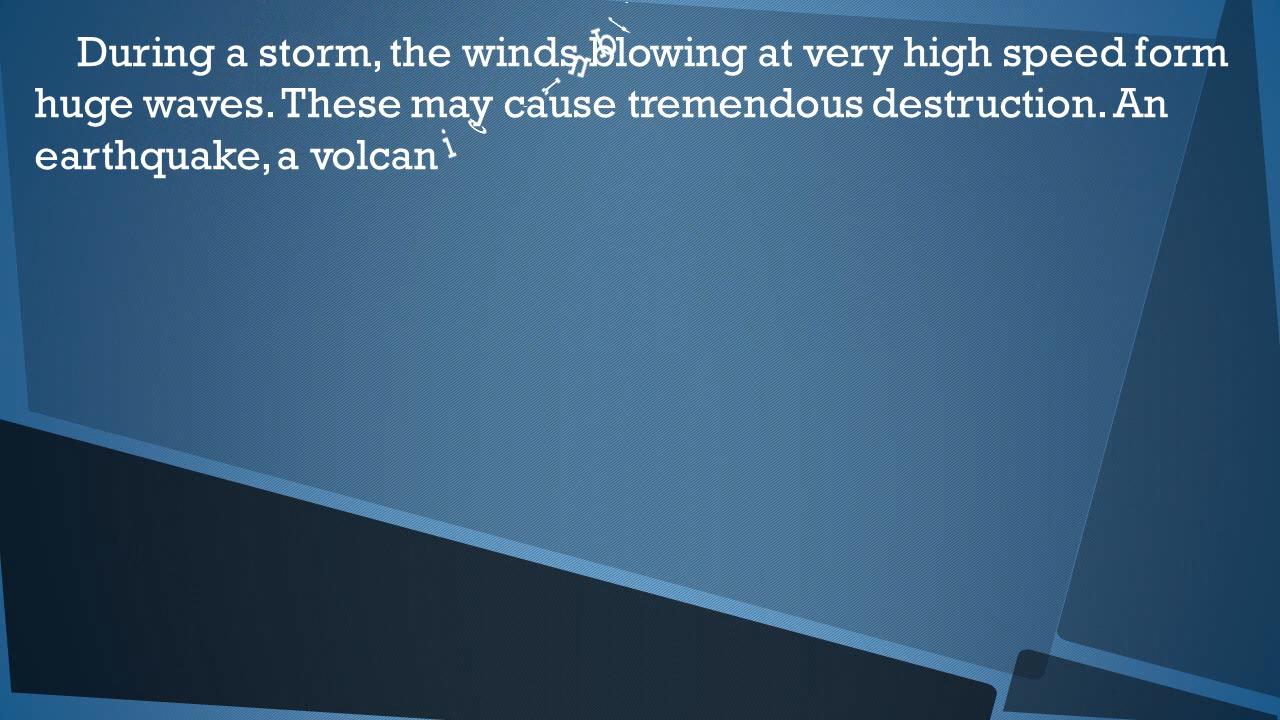 During a storm, the winds blowing at very high speed form
huge waves. These may cause tremendous destruction. An
earthquake, a volcani